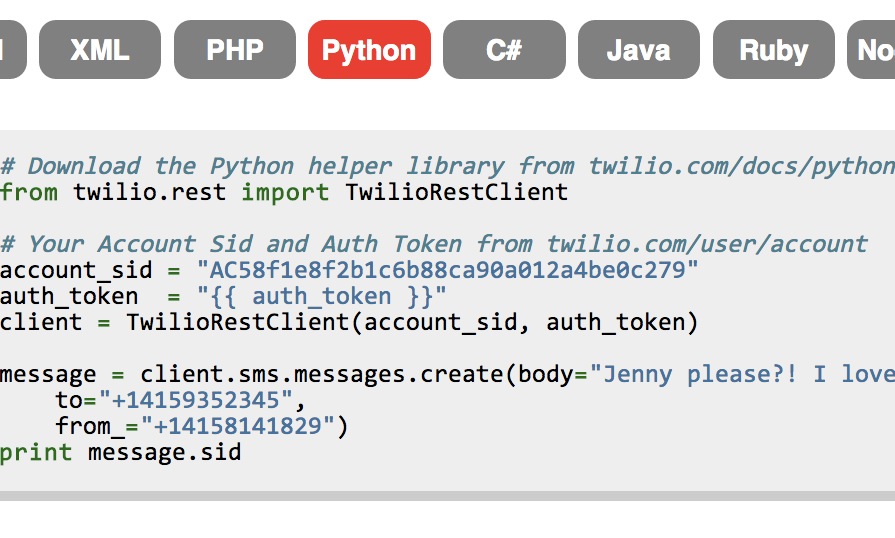 XML PHP Python C# Java Ruby No
# Download the Python helper library from twilio.com/docs/python
from twilio.rest import TwilioRestClient
# Your Account Sid and Auth Token from twilio.com/user/account
account_sid = "AC58f1e8f2b1c6b88ca90a012a4be0c279"
auth_token  = "{{ auth_token }}"
client = TwilioRestClient(account_sid, auth_token)
message = client.sms.messages.create(body="Jenny please?! I love
    to="+14159352345",
    from_="+14158141829")
print message.sid